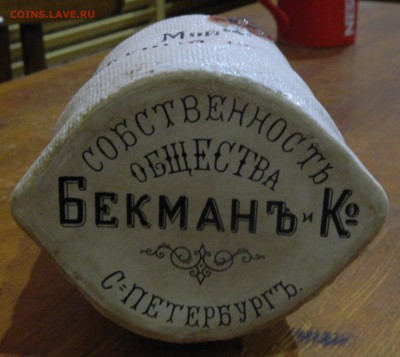 COINS.LAVE.RU
СОБСТВЕННОСТЬ
ОБЩЕСТВА
БЕКМАНЪ и Ко
С=ПЕТЕРБУРГЪ.